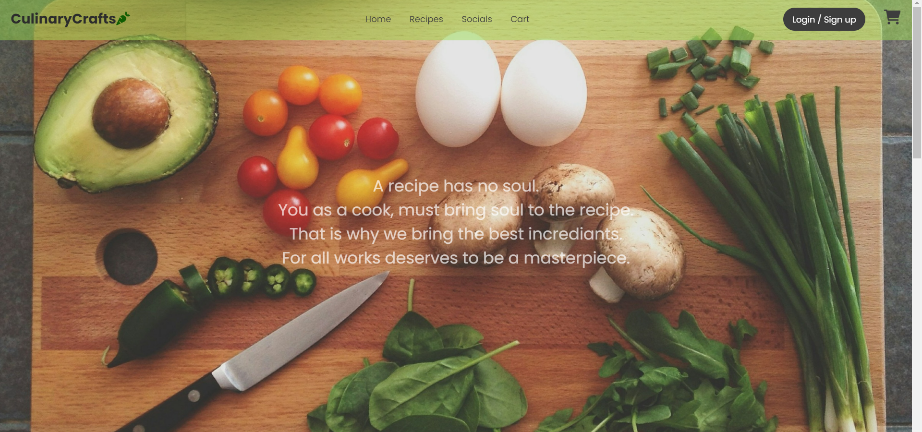 CulinaryCrafts
Home Recipes Socials Cart
Login / Sign up
A recipe has no soul.
You as a cook, must bring soul to the recipe.
That is why we bring the best incrediants.
For all works deserves to be a masterpiece.